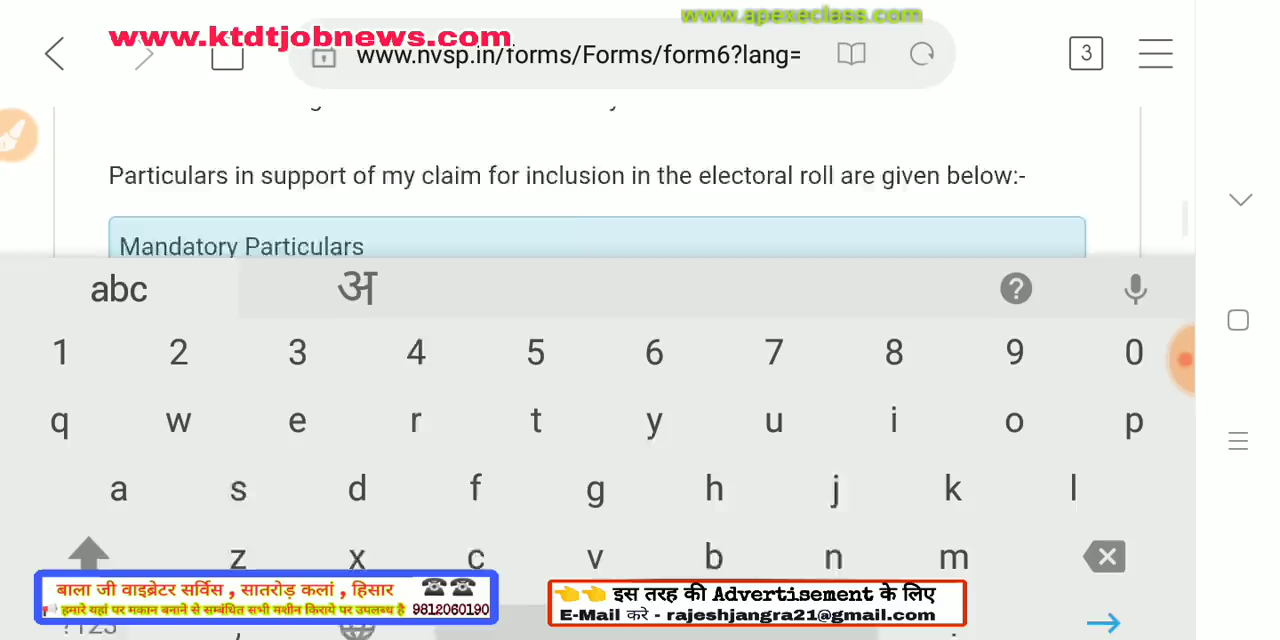 www.apexeclass.com
www.ktdtjobnews.com
www.nvsp.in/forms/Forms/form6?lang=
3
Particulars in support of my claim for inclusion in the electoral roll are given below:-
Mandatory Particulars
abc अ
1 2 3 4 5 6 7 8 9 0
q w e r t y u i o p
a s d f g h j k l
z x c v b n m
बाला जी वाइब्रेटर सर्विस , सातरोड़ कलां , हिसार
हमारे यहां पर मकान बनाने से सम्बंधित सभी मशीन किराये पर उपलब्ध है 9812060190
इस तरह की Advertisement के लिए
E-Mail करे - rajeshjangra21@gmail.com
?123 , .